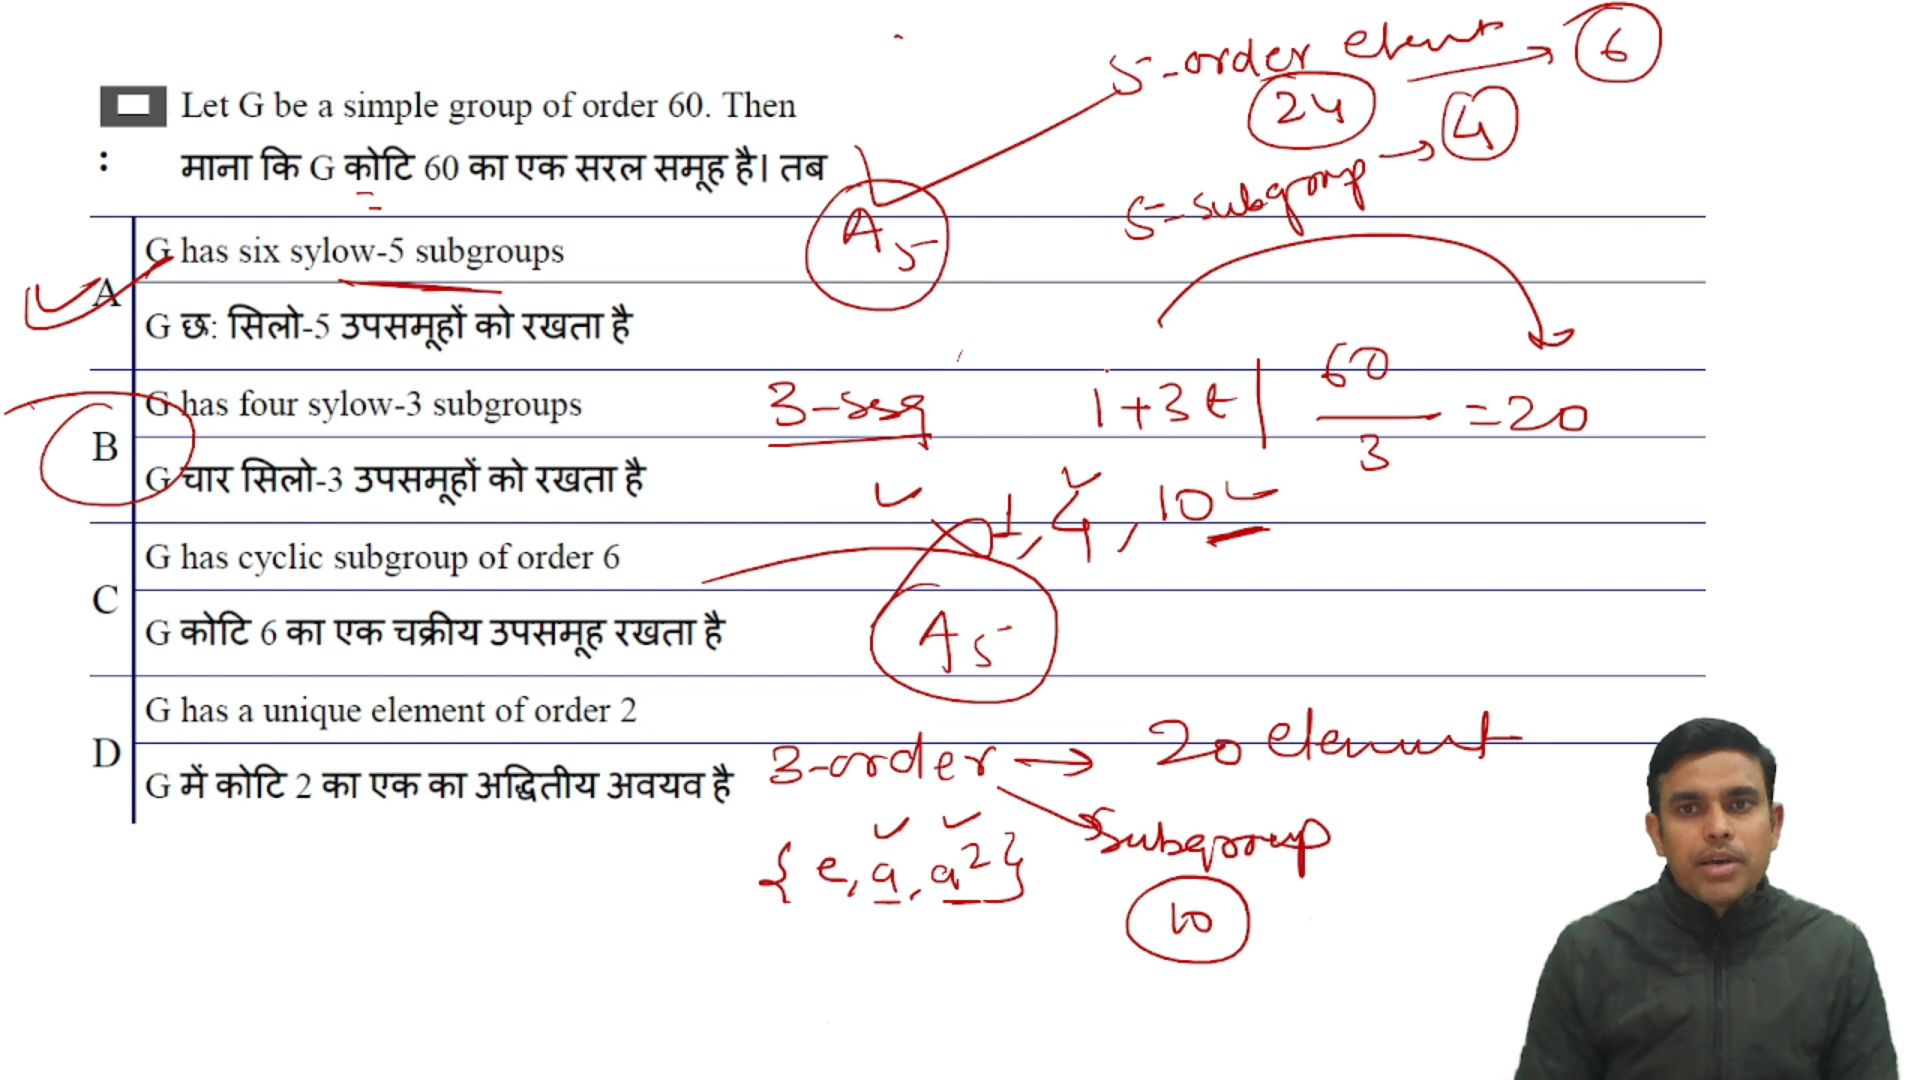 Let G be a simple group of order 60. Then
: माना कि G कोटि 60 का एक सरल समूह है। तब
A
G has six sylow-5 subgroups
G छ: सिलो-5 उपसमूहों को रखता है
B
G has four sylow-3 subgroups
G चार सिलो-3 उपसमूहों को रखता है
C
G has cyclic subgroup of order 6
G कोटि 6 का एक चक्रीय उपसमूह रखता है
D
G has a unique element of order 2
G में कोटि 2 का एक का अद्धितीय अवयव है
5-order elemt → 6
24
5-subgroup → 4
A5
3-ssg 1+3t | 60/3 = 20
1, 4, 10
A5
3-order → 20 element
subgroup
{e, a, a²}
10